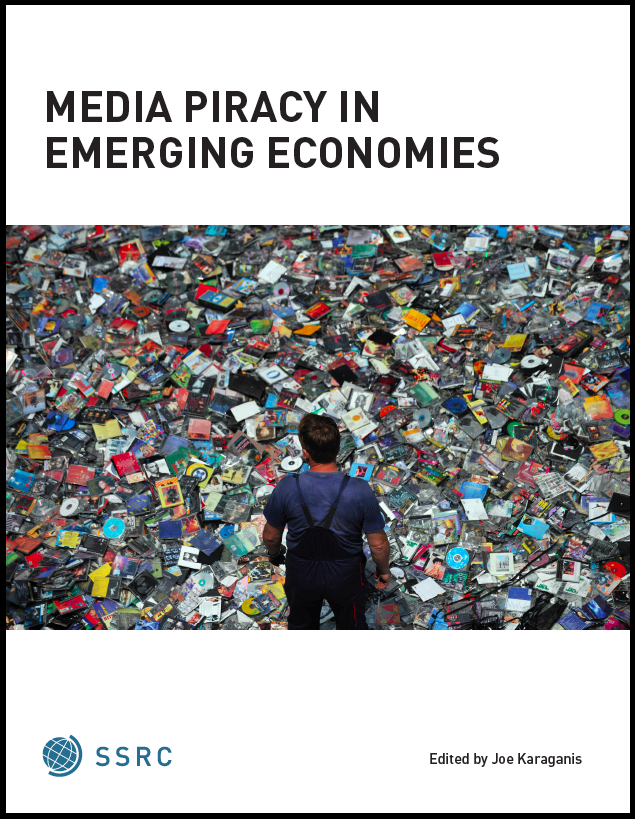 MEDIA PIRACY IN
EMERGING ECONOMIES
SSRC
Edited by Joe Karaganis